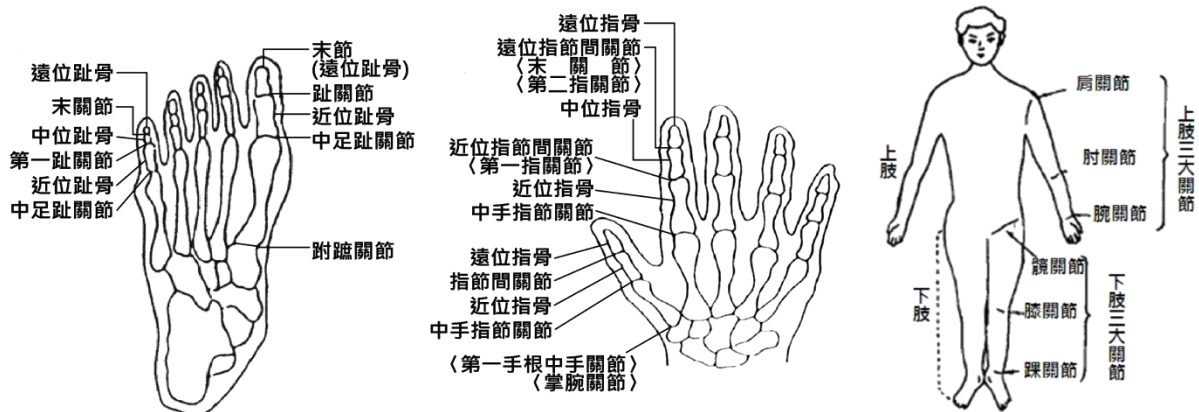 遠位趾骨
末關節
中位趾骨
第一趾關節
近位趾骨
中足趾關節
末節
(遠位趾骨)
趾關節
近位趾骨
中足趾關節
跗蹠關節
遠位指骨
遠位指節間關節
〈末 關 節〉
〈第二指關節〉
中位指骨
近位指節間關節
〈第一指關節〉
近位指骨
中手指節關節
遠位指骨
指節間關節
近位指骨
中手指節關節
〈第一手根中手關節〉
〈掌腕關節〉
上肢
下肢
肩關節
肘關節
腕關節
上肢三大關節
髖關節
膝關節
踝關節
下肢三大關節